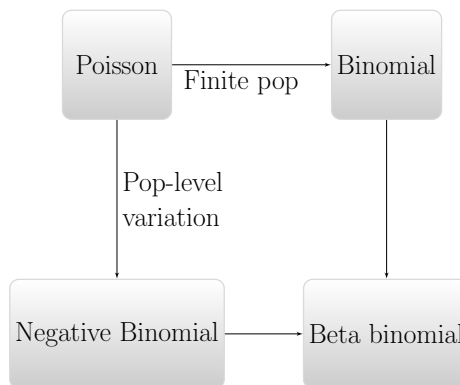 Poisson
Binomial
Finite pop
Pop-level
variation
Negative Binomial
Beta binomial